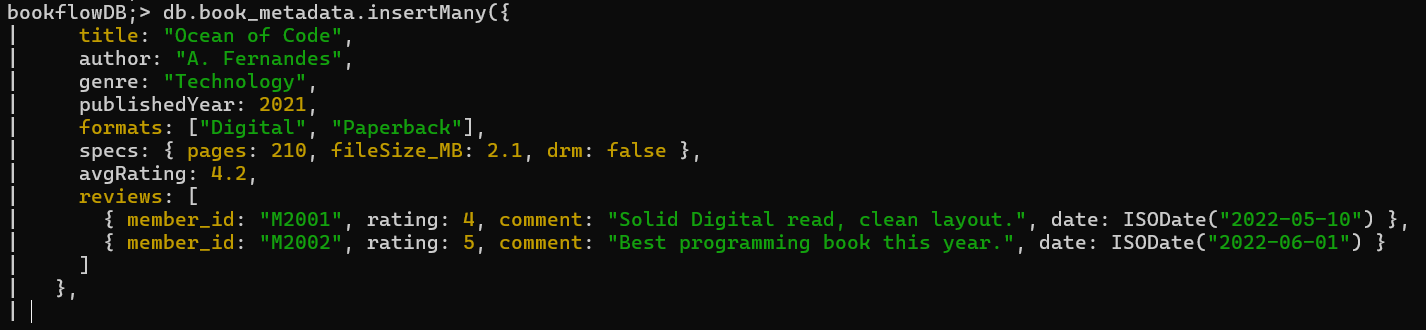 bookflowDB;> db.book_metadata.insertMany({
|     title: "Ocean of Code",
|     author: "A. Fernandes",
|     genre: "Technology",
|     publishedYear: 2021,
|     formats: ["Digital", "Paperback"],
|     specs: { pages: 210, fileSize_MB: 2.1, drm: false },
|     avgRating: 4.2,
|     reviews: [
|       { member_id: "M2001", rating: 4, comment: "Solid Digital read, clean layout.", date: ISODate("2022-05-10") },
|       { member_id: "M2002", rating: 5, comment: "Best programming book this year.", date: ISODate("2022-06-01") }
|     ]
|   },
|